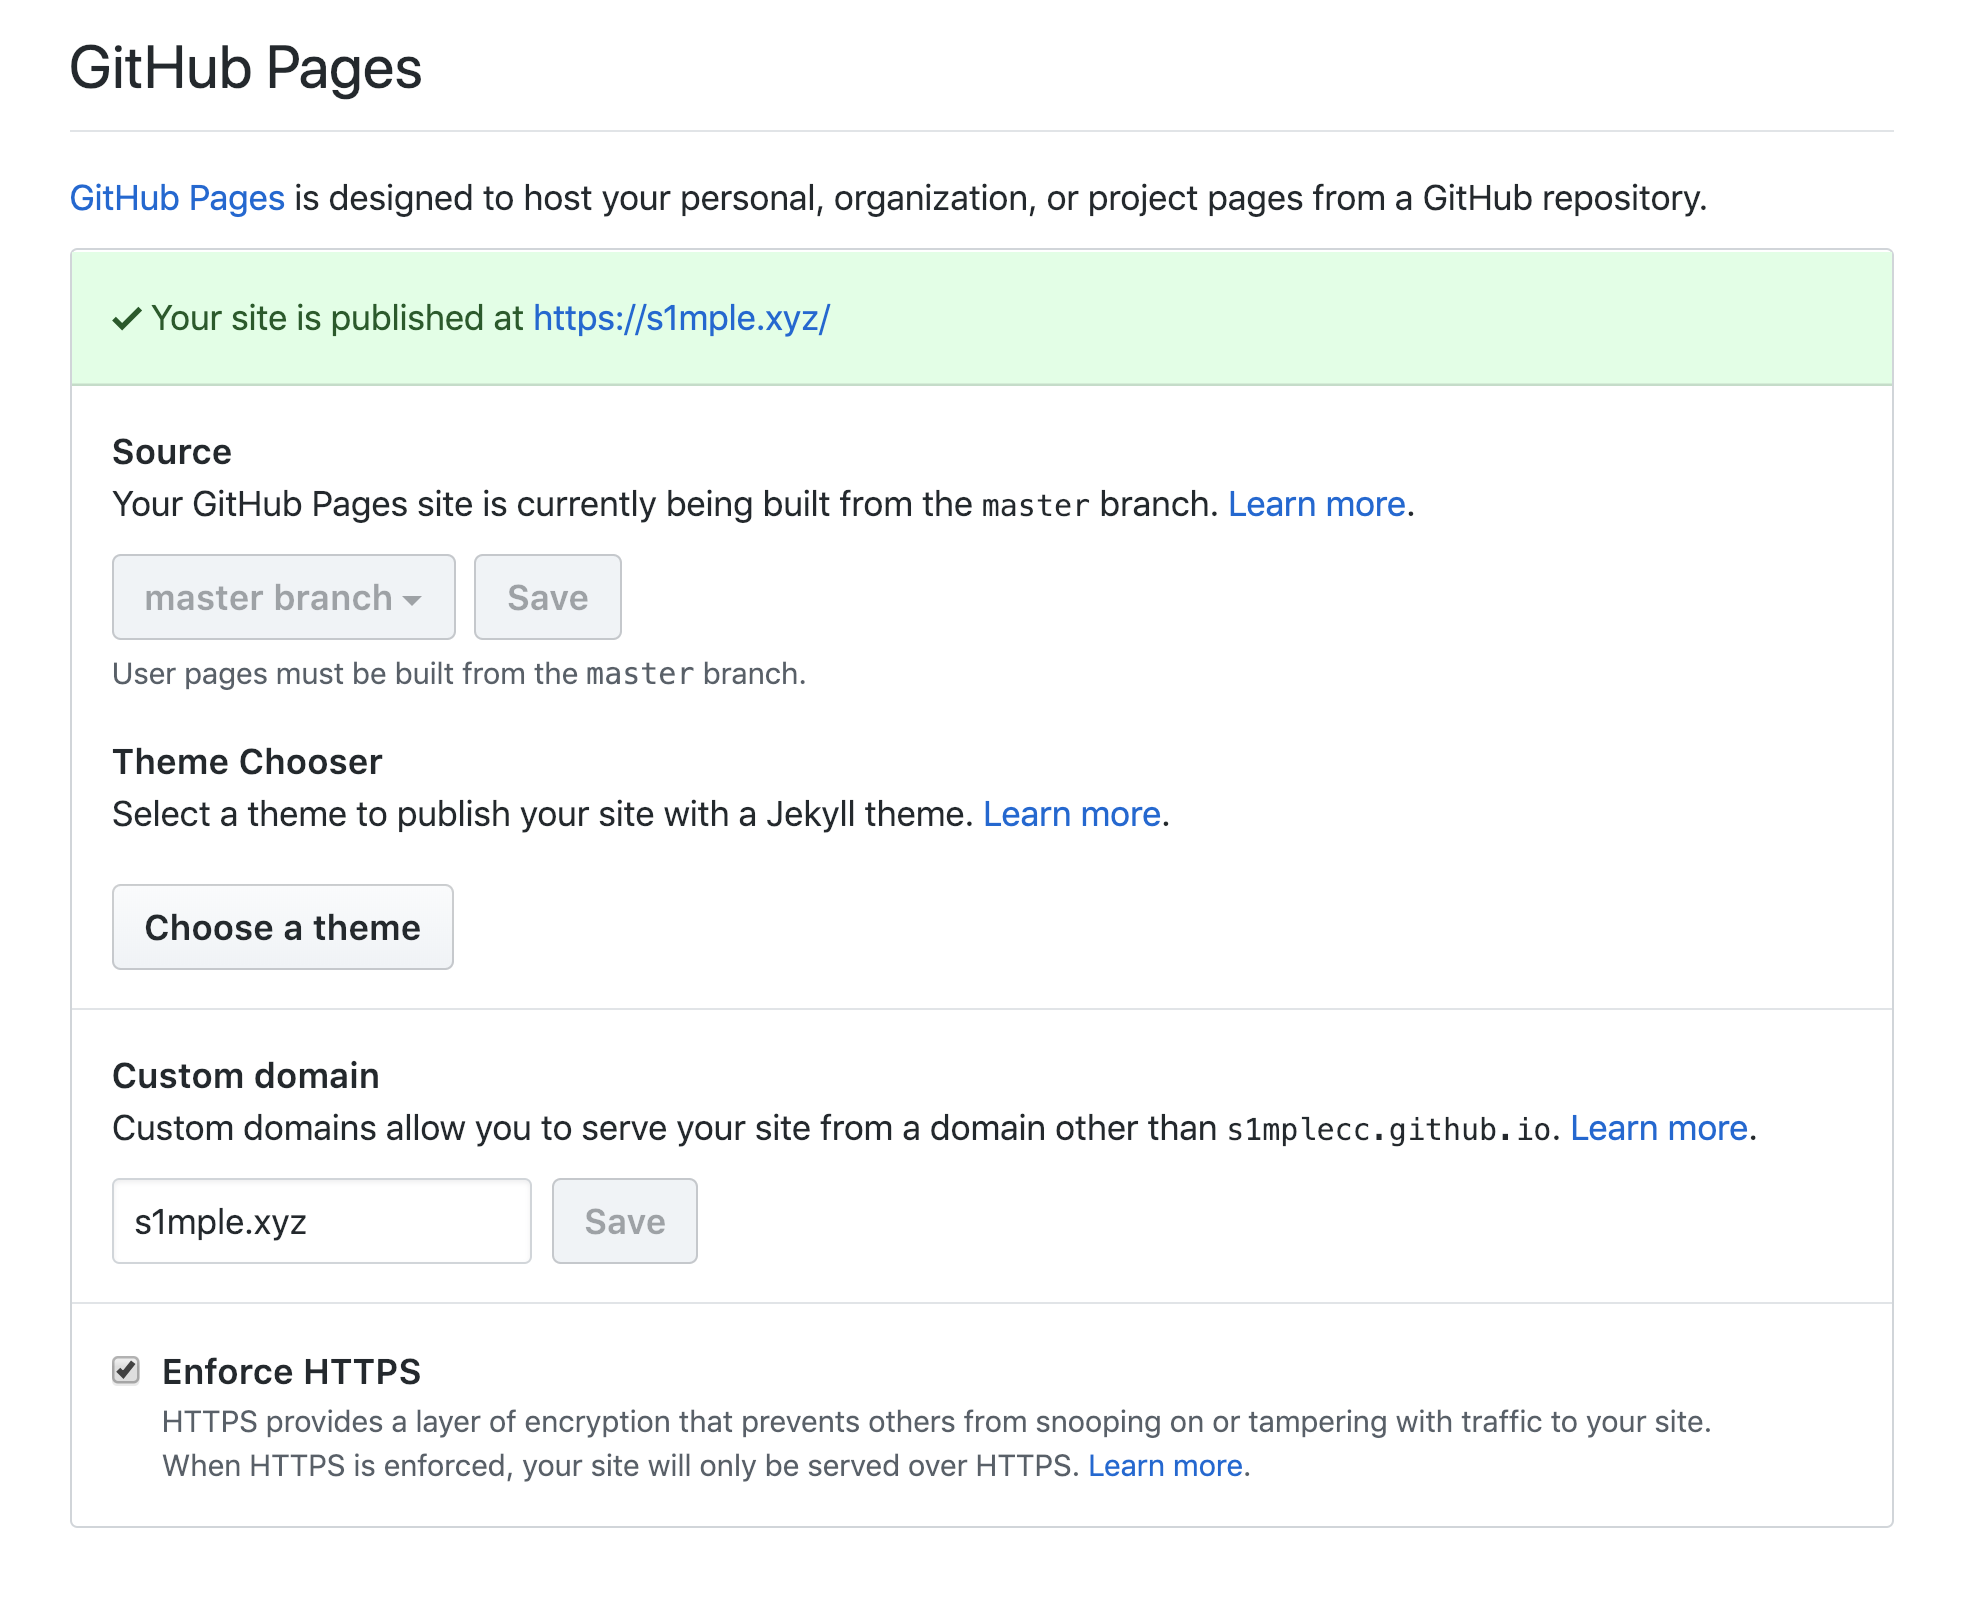 GitHub Pages
GitHub Pages is designed to host your personal, organization, or project pages from a GitHub repository.
Your site is published at https://s1mple.xyz/
Source
Your GitHub Pages site is currently being built from the master branch. Learn more.
master branch Save
User pages must be built from the master branch.
Theme Chooser
Select a theme to publish your site with a Jekyll theme. Learn more.
Choose a theme
Custom domain
Custom domains allow you to serve your site from a domain other than s1mplecc.github.io. Learn more.
s1mple.xyz Save
Enforce HTTPS
HTTPS provides a layer of encryption that prevents others from snooping on or tampering with traffic to your site.
When HTTPS is enforced, your site will only be served over HTTPS. Learn more.